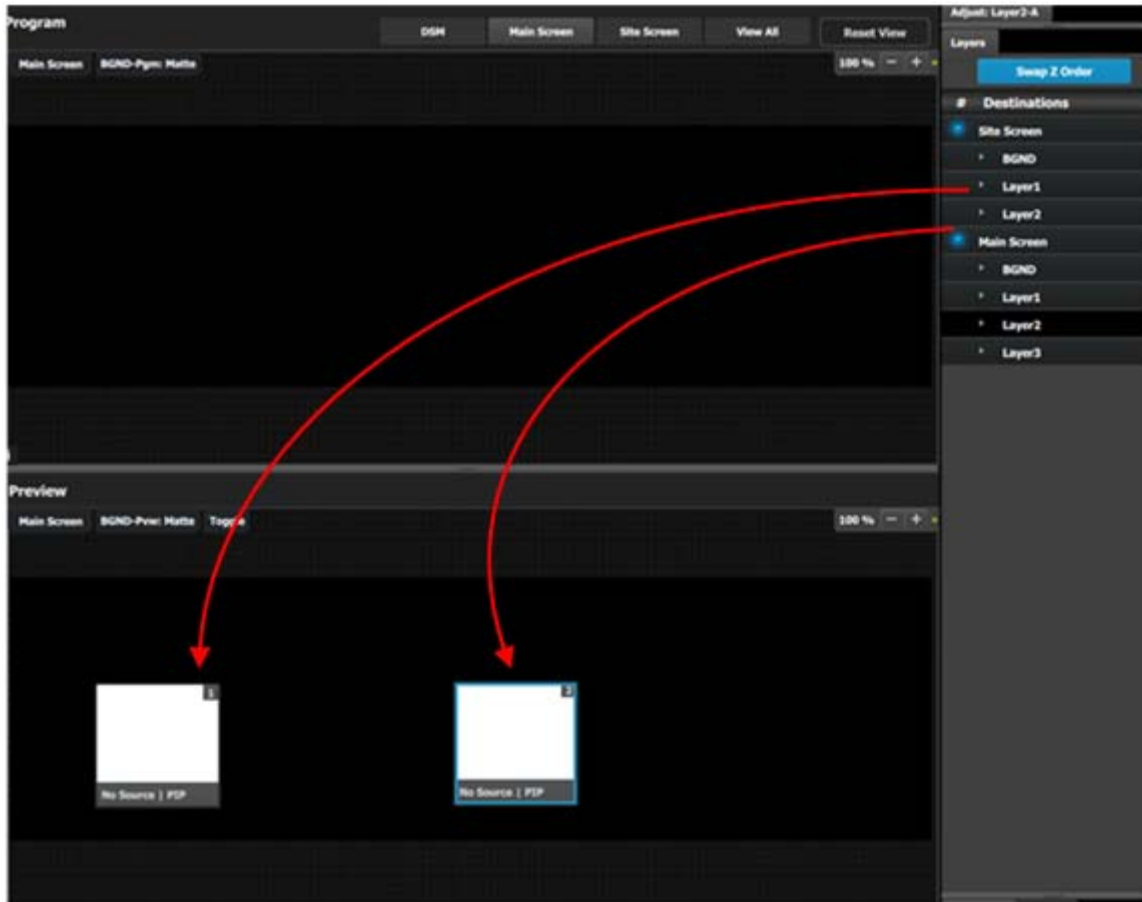 Program
DSM
Main Screen
Site Screen
View All
Reset View
Main Screen
BGND-Pgm: Matte
100 % − +
Adjust: Layer2-A
Layers
Swap Z Order
# Destinations
Site Screen
BGND
Layer1
Layer2
Main Screen
BGND
Layer1
Layer2
Layer3
Preview
Main Screen
BGND-Pvw: Matte
Toggle
100 % − +
1
No Source | PIP
2
No Source | PIP